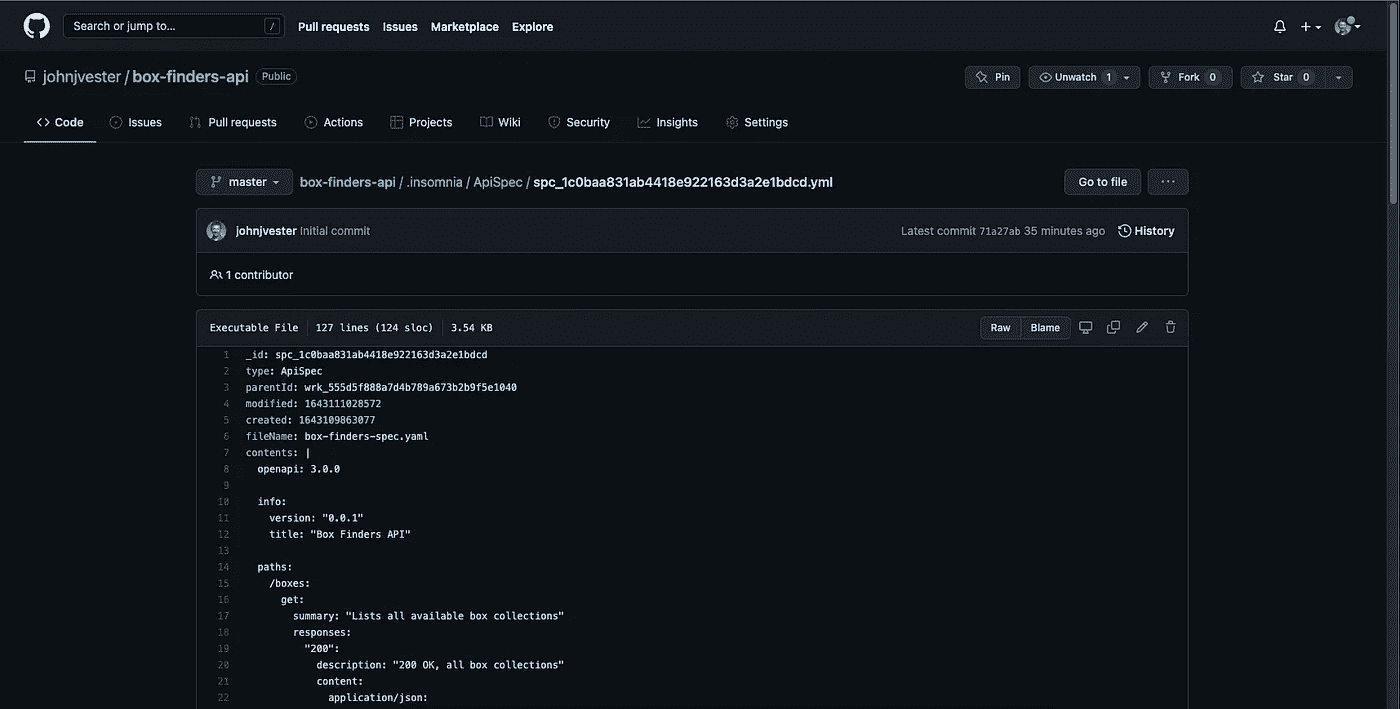 Search or jump to... /
Pull requests Issues Marketplace Explore
johnjvester / box-finders-api Public
Pin Unwatch 1 Fork 0 Star 0
Code Issues Pull requests Actions Projects Wiki Security Insights Settings
master box-finders-api / .insomnia / ApiSpec / spc_1c0baa831ab4418e922163d3a2e1bdcd.yml Go to file ...
johnjvester Initial commit Latest commit 71a27ab 35 minutes ago History
1 contributor
Executable File 127 lines (124 sloc) 3.54 KB Raw Blame
1 _id: spc_1c0baa831ab4418e922163d3a2e1bdcd
2 type: ApiSpec
3 parentId: wrk_555d5f888a7d4b789a673b2b9f5e1040
4 modified: 1643111028572
5 created: 1643109863077
6 fileName: box-finders-spec.yaml
7 contents: |
8 openapi: 3.0.0
9
10 info:
11 version: "0.0.1"
12 title: "Box Finders API"
13
14 paths:
15 /boxes:
16 get:
17 summary: "Lists all available box collections"
18 responses:
19 "200":
20 description: "200 OK, all box collections"
21 content:
22 application/json: